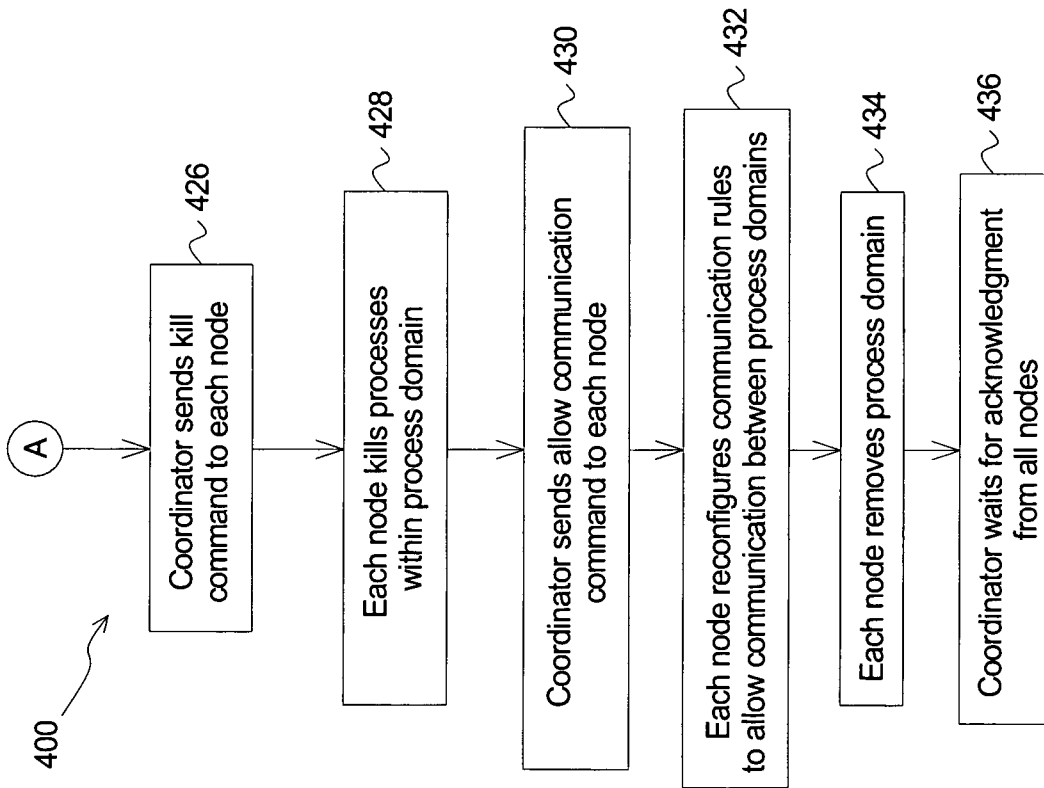 400
A
Coordinator sends kill
command to each node
426
Each node kills processes
within process domain
428
Coordinator sends allow communication
command to each node
430
Each node reconfigures communication rules
to allow communication between process domains
432
Each node removes process domain
434
Coordinator waits for acknowledgment
from all nodes
436